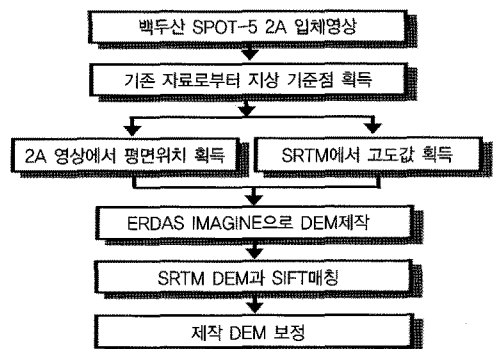 백두산 SPOT-5 2A 입체영상
기존 자료로부터 지상 기준점 획득
2A 영상에서 평면위치 획득
SRTM에서 고도값 획득
ERDAS IMAGINE으로 DEM제작
SRTM DEM과 SIFT매칭
제작 DEM 보정